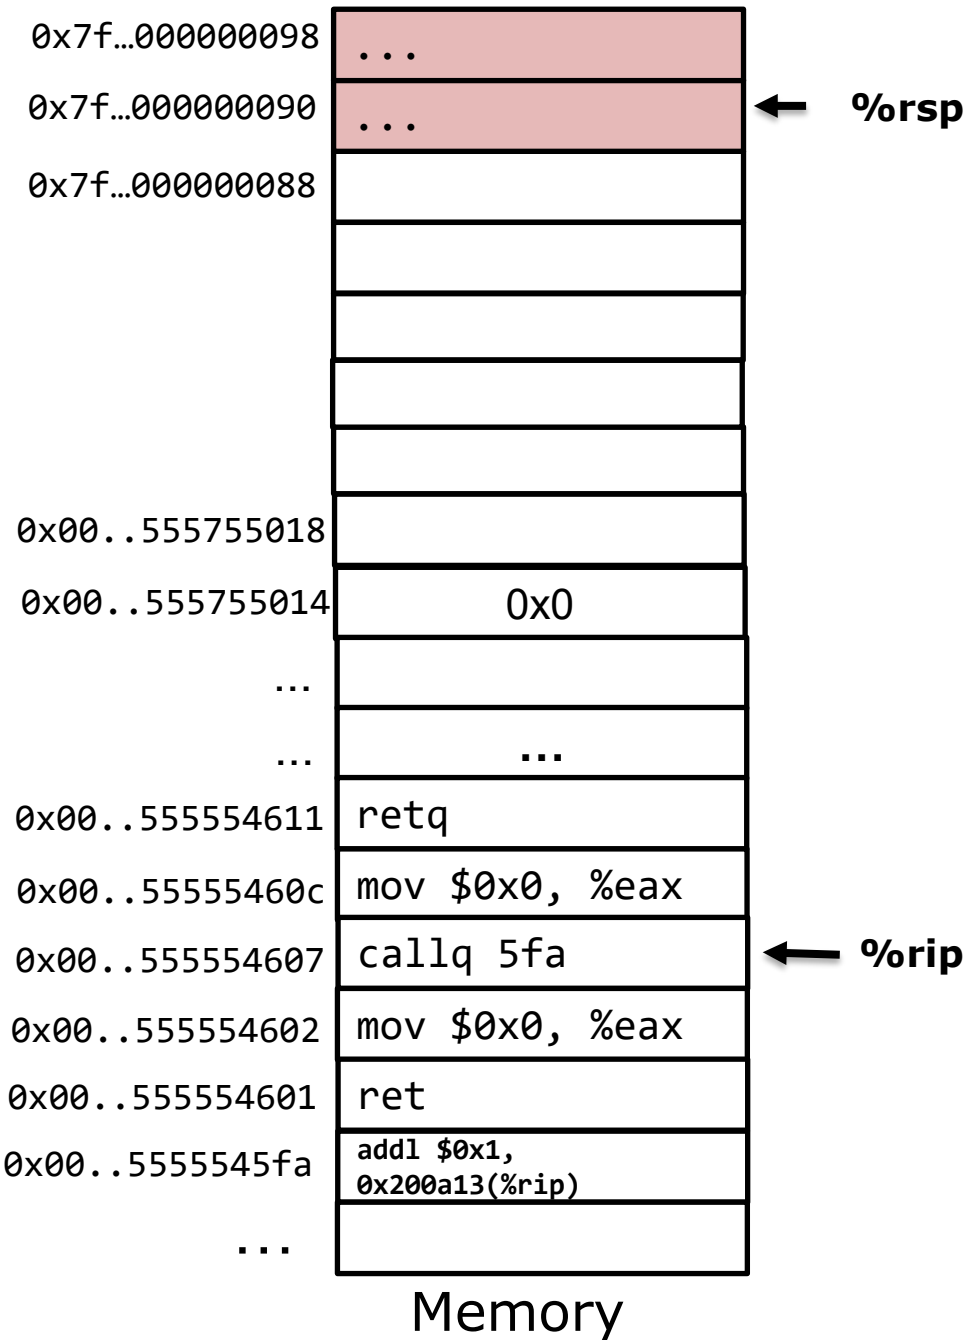 0x7f…000000098 ...
0x7f…000000090 ... %rsp
0x7f…000000088
0x00..555755018
0x00..555755014 0x0
...
... ...
0x00..555554611 retq
0x00..55555460c mov $0x0, %eax
0x00..555554607 callq 5fa %rip
0x00..555554602 mov $0x0, %eax
0x00..555554601 ret
0x00..5555545fa addl $0x1,
0x200a13(%rip)
...
Memory